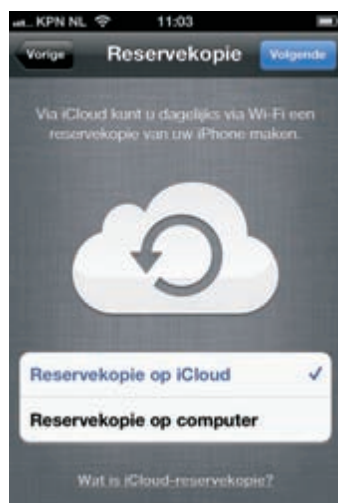 KPN NL 11:03
Vorige Reservekopie Volgende
Via iCloud kunt u dagelijks via Wi-Fi een
reservekopie van uw iPhone maken.
Reservekopie op iCloud ✓
Reservekopie op computer
Wat is iCloud-reservekopie?